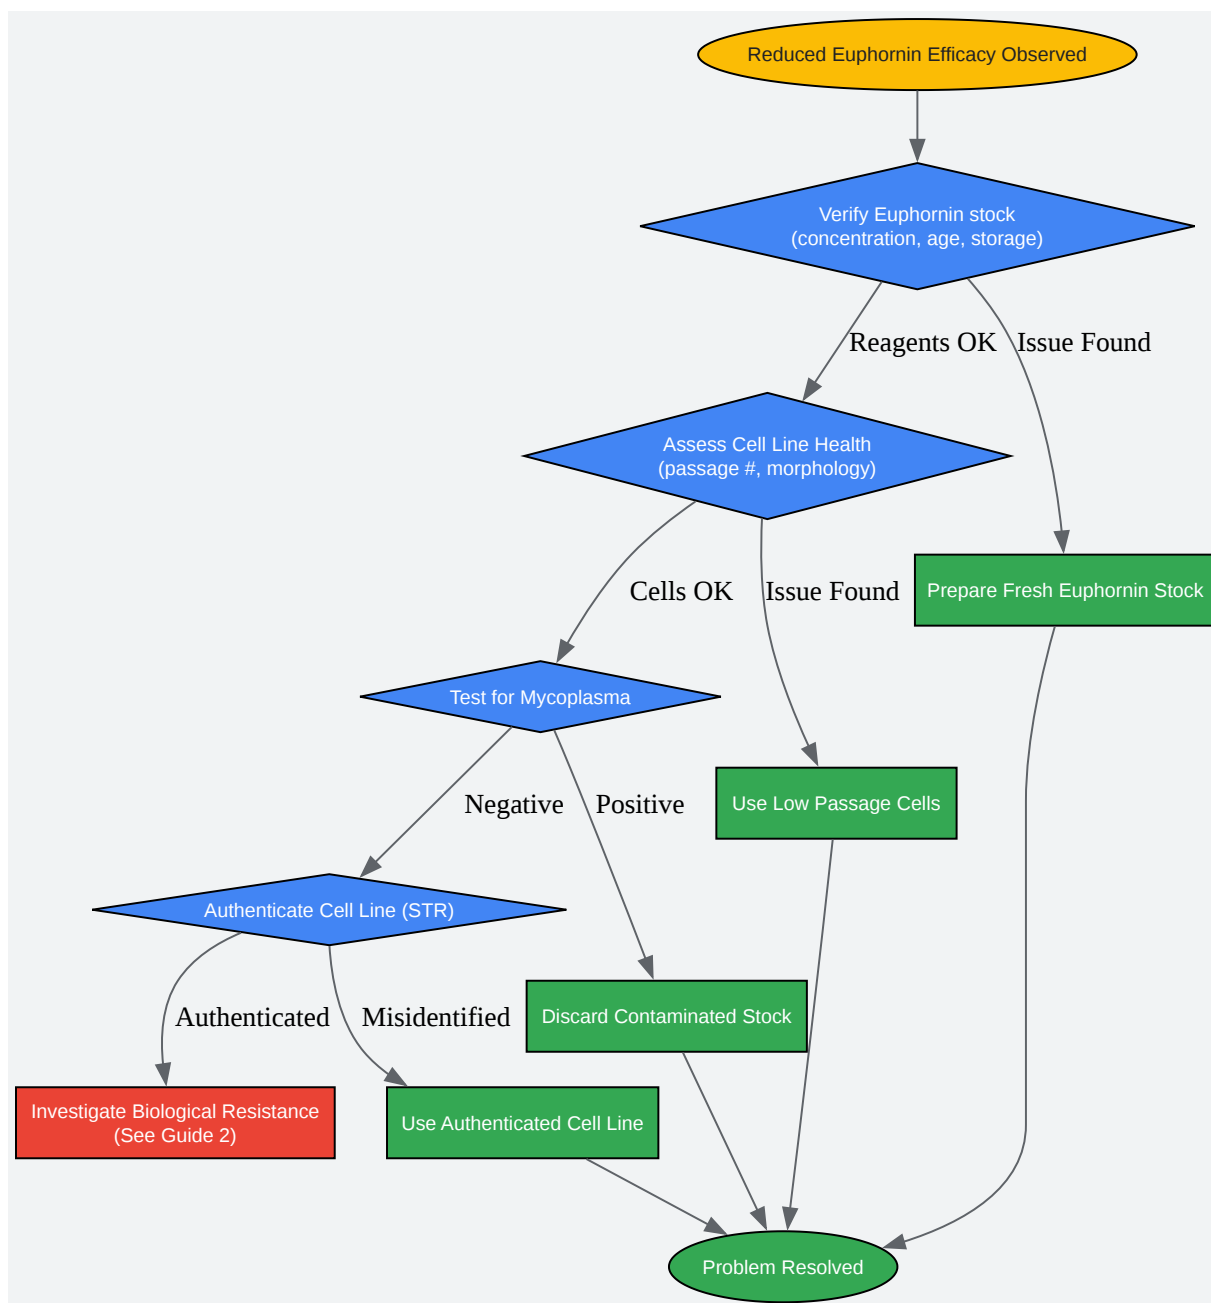 Reduced Euphornin Efficacy Observed
Verify Euphornin stock
(concentration, age, storage)
Reagents OK
Issue Found
Assess Cell Line Health
(passage #, morphology)
Cells OK
Issue Found
Prepare Fresh Euphornin Stock
Test for Mycoplasma
Negative
Positive
Use Low Passage Cells
Authenticate Cell Line (STR)
Authenticated
Misidentified
Discard Contaminated Stock
Investigate Biological Resistance
(See Guide 2)
Use Authenticated Cell Line
Problem Resolved